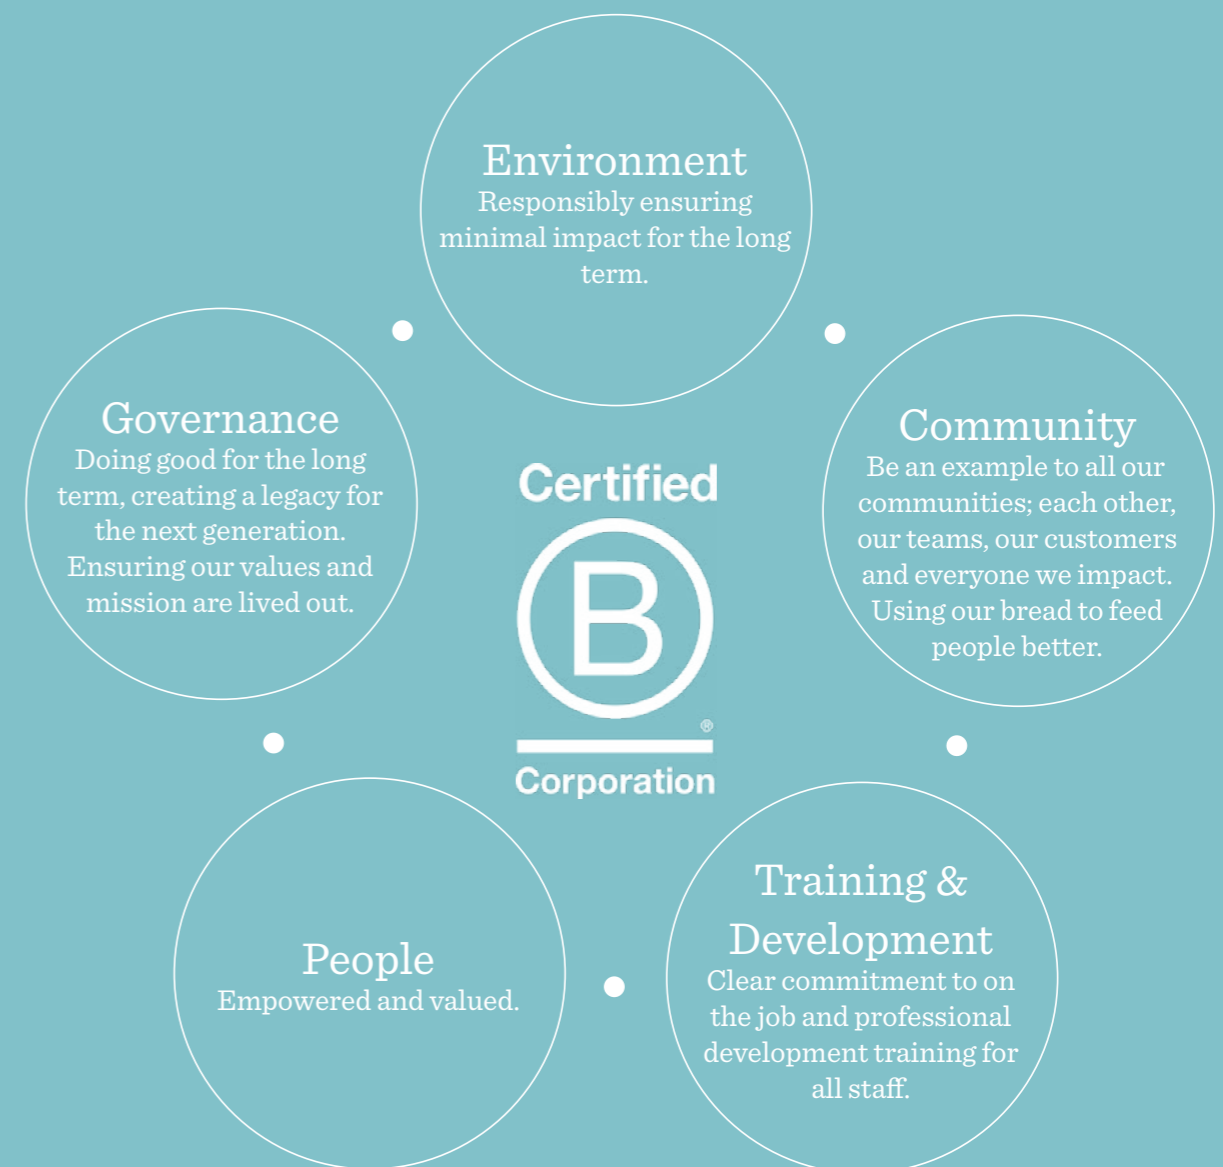 Environment
Responsibly ensuring
minimal impact for the long
term.
Governance
Doing good for the long
term, creating a legacy for
the next generation.
Ensuring our values and
mission are lived out.
Community
Be an example to all our
communities; each other,
our teams, our customers
and everyone we impact.
Using our bread to feed
people better.
Certified
B
®
Corporation
People
Empowered and valued.
Training &
Development
Clear commitment to on
the job and professional
development training for
all staff.